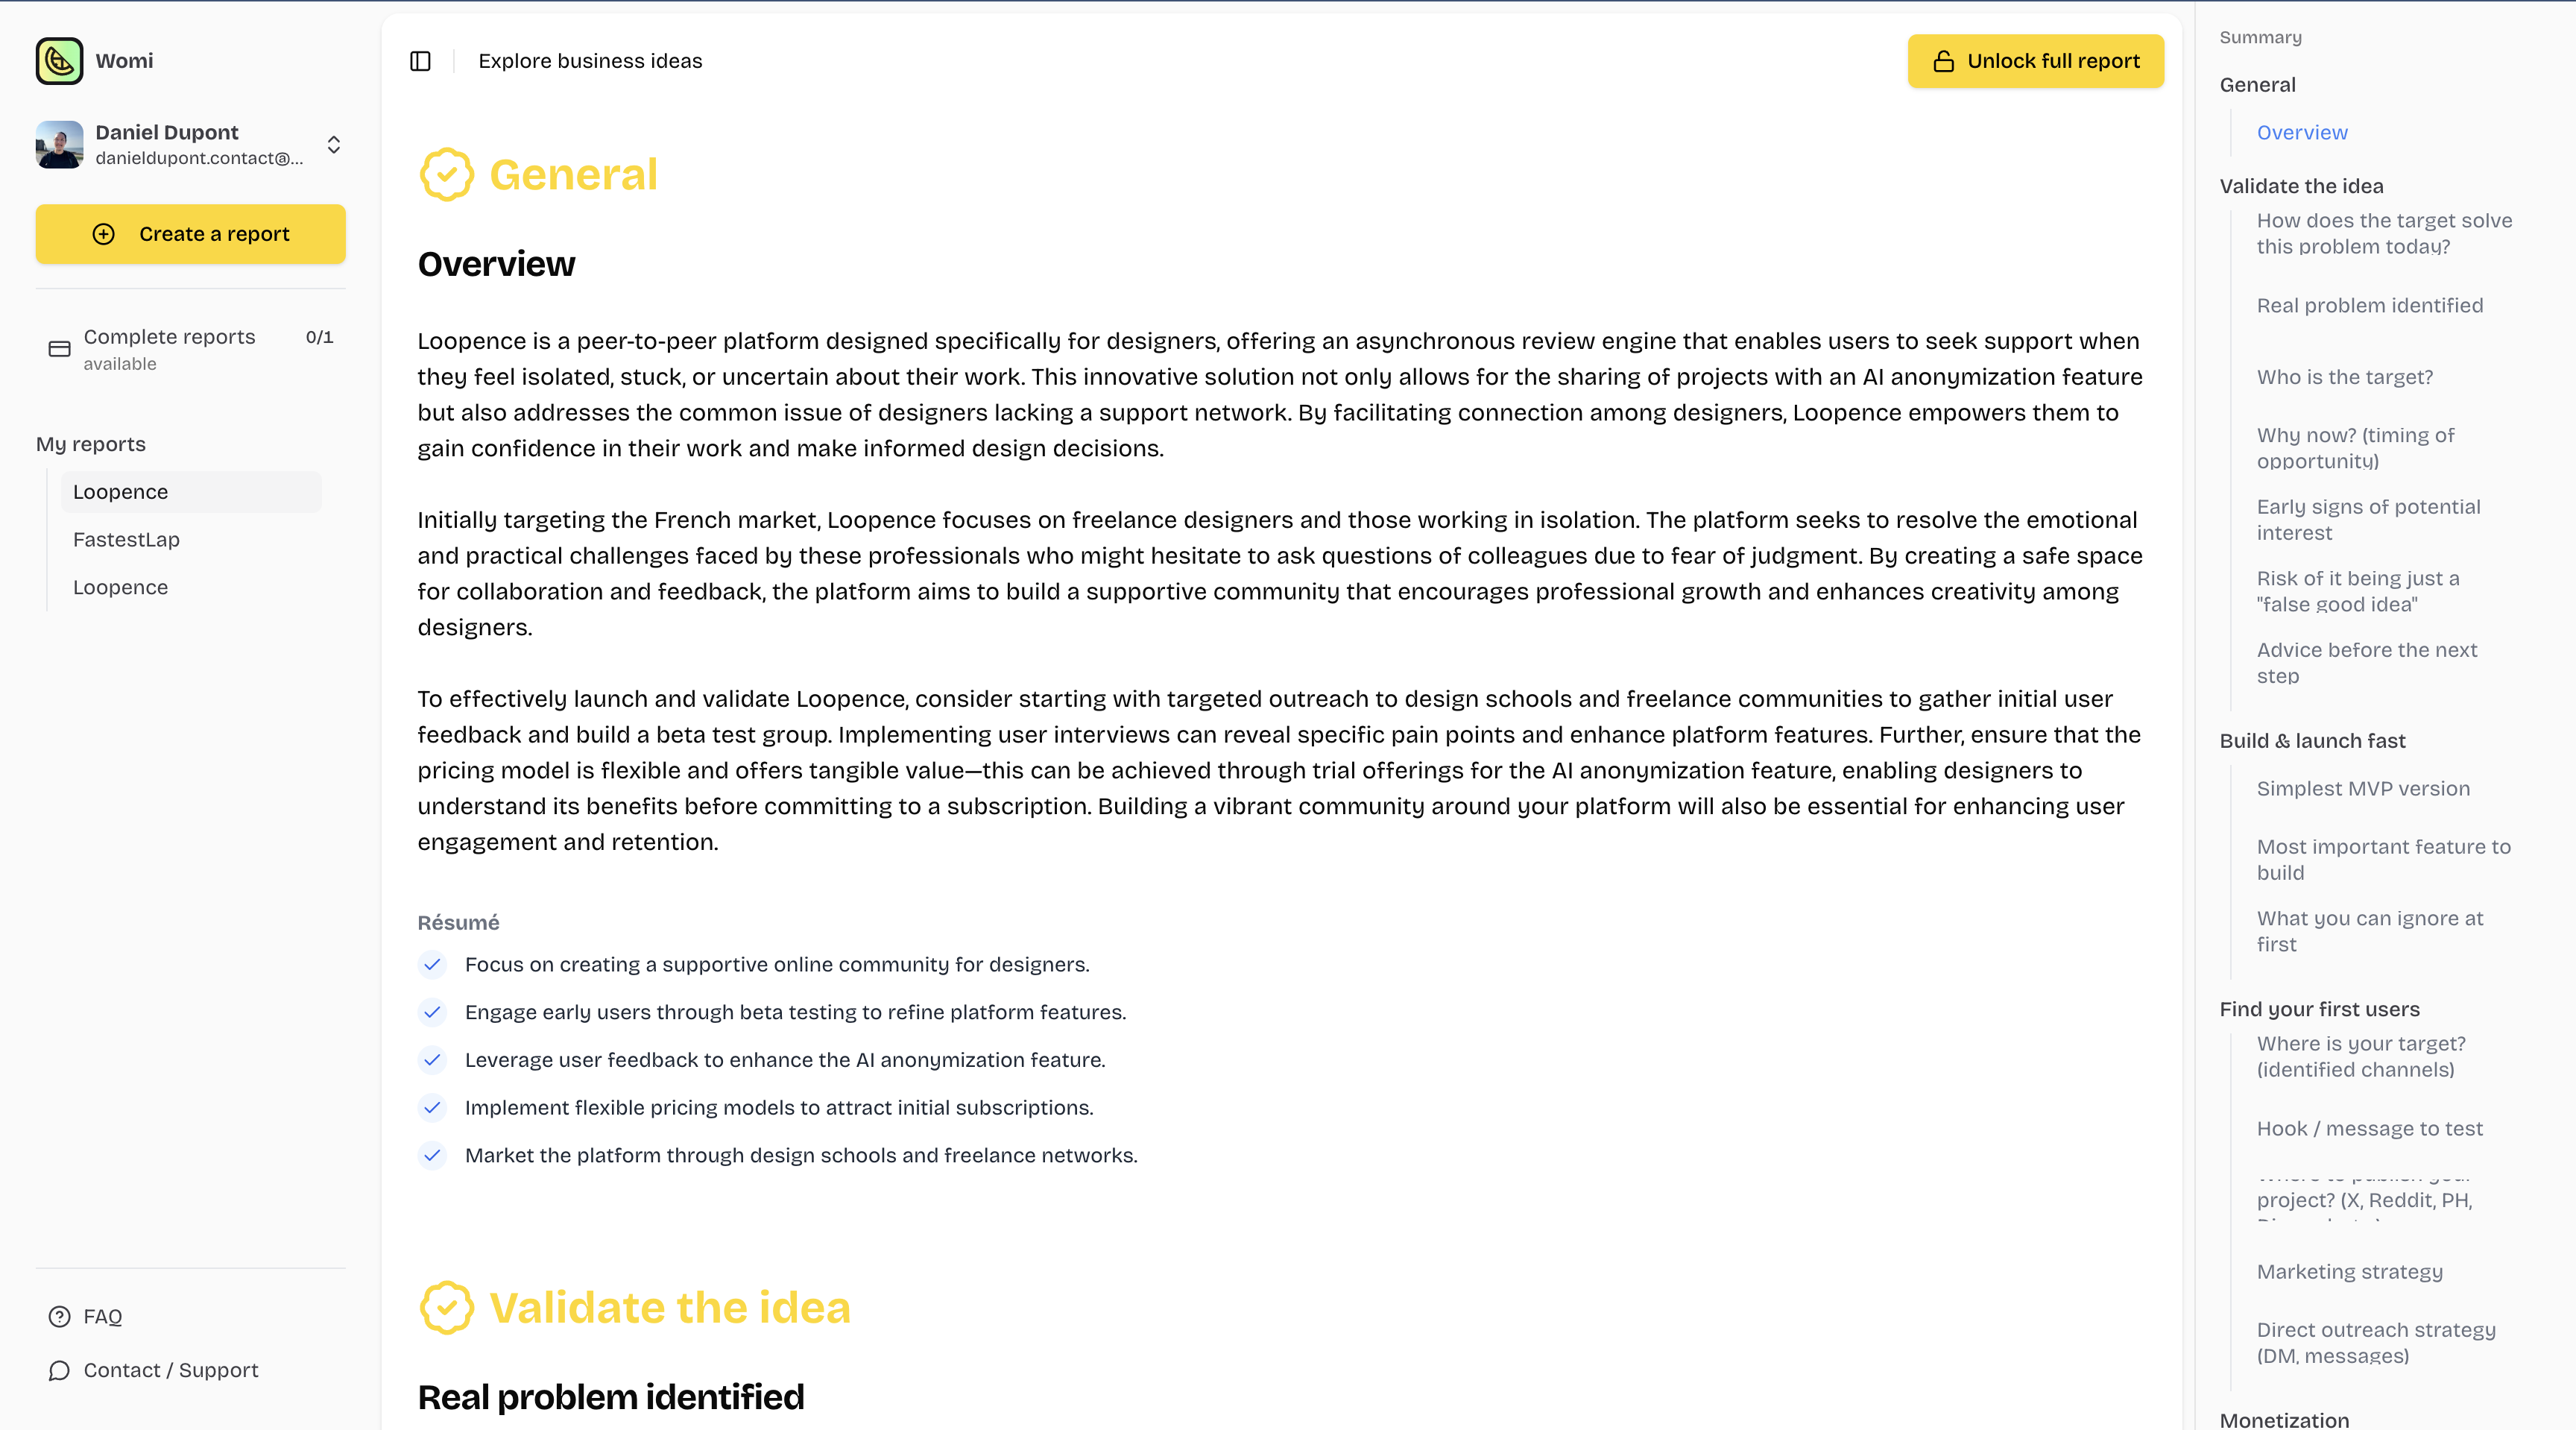 Womi
Daniel Dupont
danieldupont.contact@...
Create a report
Complete reports 0/1
available
My reports
Loopence
FastestLap
Loopence
FAQ
Contact / Support
Explore business ideas
Unlock full report
General
Overview
Loopence is a peer-to-peer platform designed specifically for designers, offering an asynchronous review engine that enables users to seek support when
they feel isolated, stuck, or uncertain about their work. This innovative solution not only allows for the sharing of projects with an AI anonymization feature
but also addresses the common issue of designers lacking a support network. By facilitating connection among designers, Loopence empowers them to
gain confidence in their work and make informed design decisions.
Initially targeting the French market, Loopence focuses on freelance designers and those working in isolation. The platform seeks to resolve the emotional
and practical challenges faced by these professionals who might hesitate to ask questions of colleagues due to fear of judgment. By creating a safe space
for collaboration and feedback, the platform aims to build a supportive community that encourages professional growth and enhances creativity among
designers.
To effectively launch and validate Loopence, consider starting with targeted outreach to design schools and freelance communities to gather initial user
feedback and build a beta test group. Implementing user interviews can reveal specific pain points and enhance platform features. Further, ensure that the
pricing model is flexible and offers tangible value—this can be achieved through trial offerings for the AI anonymization feature, enabling designers to
understand its benefits before committing to a subscription. Building a vibrant community around your platform will also be essential for enhancing user
engagement and retention.
Résumé
Focus on creating a supportive online community for designers.
Engage early users through beta testing to refine platform features.
Leverage user feedback to enhance the AI anonymization feature.
Implement flexible pricing models to attract initial subscriptions.
Market the platform through design schools and freelance networks.
Validate the idea
Real problem identified
Summary
General
Overview
Validate the idea
How does the target solve
this problem today?
Real problem identified
Who is the target?
Why now? (timing of
opportunity)
Early signs of potential
interest
Risk of it being just a
"false good idea"
Advice before the next
step
Build & launch fast
Simplest MVP version
Most important feature to
build
What you can ignore at
first
Find your first users
Where is your target?
(identified channels)
Hook / message to test
Where to publish your
project? (X, Reddit, PH,
Marketing strategy
Direct outreach strategy
(DM, messages)
Monetization